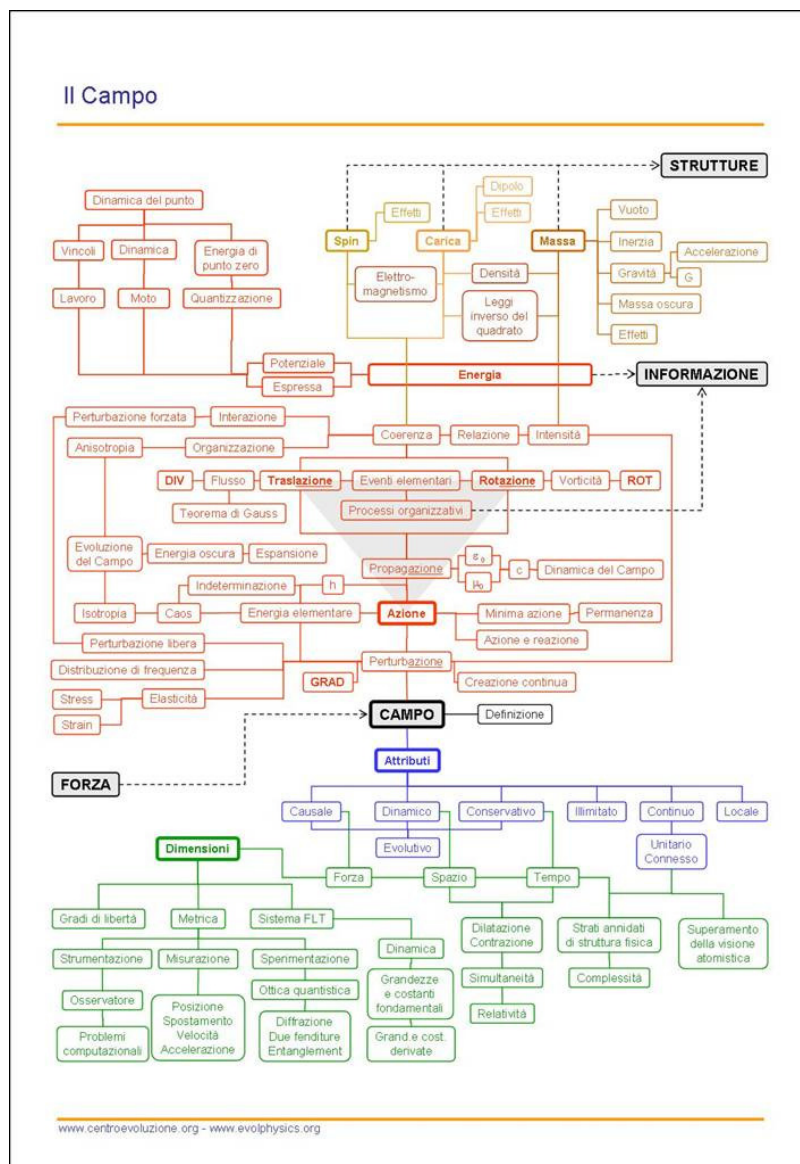 Il Campo
STRUTTURE
Dinamica del punto
Effetti
Dipolo
Effetti
Vuoto
Vincoli
Dinamica
Energia di
punto zero
Spin
Carica
Massa
Inerzia
Accelerazione
Gravità
G
Elettro-
magnetismo
Densità
Lavoro
Moto
Quantizzazione
Leggi
inverso del
quadrato
Massa oscura
Effetti
Potenziale
Espressa
Energia
INFORMAZIONE
Perturbazione forzata
Interazione
Coerenza
Relazione
Intensità
Anisotropia
Organizzazione
DIV
Flusso
Traslazione
Eventi elementari
Rotazione
Vorticità
ROT
Teorema di Gauss
Processi organizzativi
Evoluzione
del Campo
Energia oscura
Espansione
Propagazione
ε₀
μ₀
c
Dinamica del Campo
Indeterminazione
h
Isotropia
Caos
Energia elementare
Azione
Minima azione
Permanenza
Azione e reazione
Perturbazione libera
Perturbazione
Distribuzione di frequenza
GRAD
Creazione continua
Stress
Elasticità
Strain
CAMPO
Definizione
Attributi
FORZA
Causale
Dinamico
Conservativo
Illimitato
Continuo
Locale
Evolutivo
Unitario
Connesso
Dimensioni
Forza
Spazio
Tempo
Gradi di libertà
Metrica
Sistema FLT
Dilatazione
Contrazione
Strati annidati
di struttura fisica
Superamento
della visione
atomistica
Dinamica
Strumentazione
Misurazione
Sperimentazione
Simultaneità
Complessità
Osservatore
Ottica quantistica
Grandezze
e costanti
fondamentali
Relatività
Problemi
computazionali
Posizione
Spostamento
Velocità
Accelerazione
Diffrazione
Due fenditure
Entanglement
Grand.e cost.
derivate
www.centroevoluzione.org - www.evolphysics.org